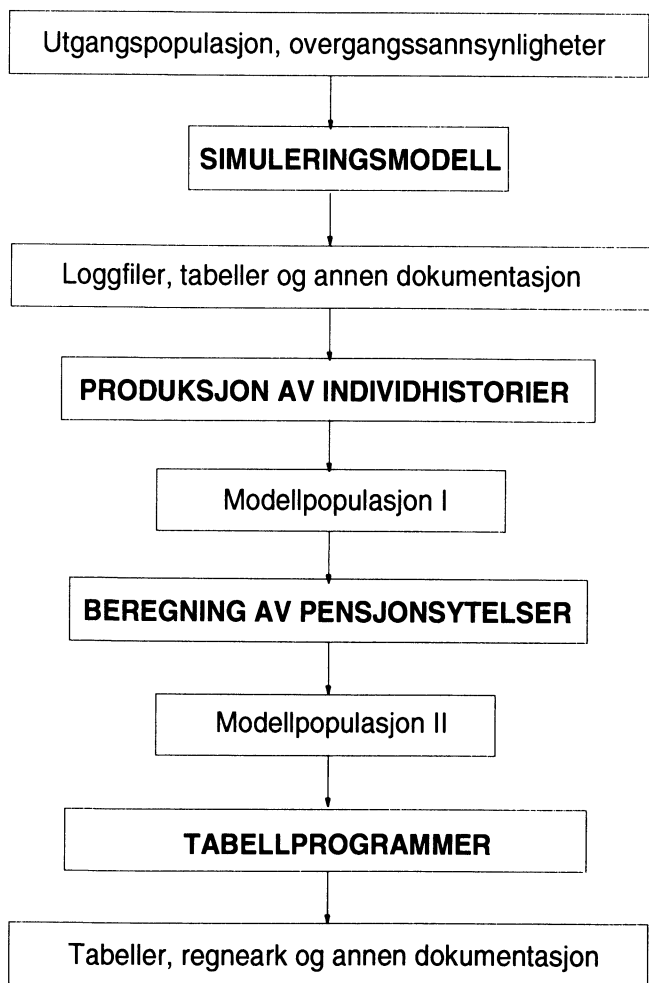 Utgangspopulasjon, overgangssannsynligheter
SIMULERINGSMODELL
Loggfiler, tabeller og annen dokumentasjon
PRODUKSJON AV INDIVIDHISTORIER
Modellpopulasjon I
BEREGNING AV PENSJONSYTELSER
Modellpopulasjon II
TABELLPROGRAMMER
Tabeller, regneark og annen dokumentasjon